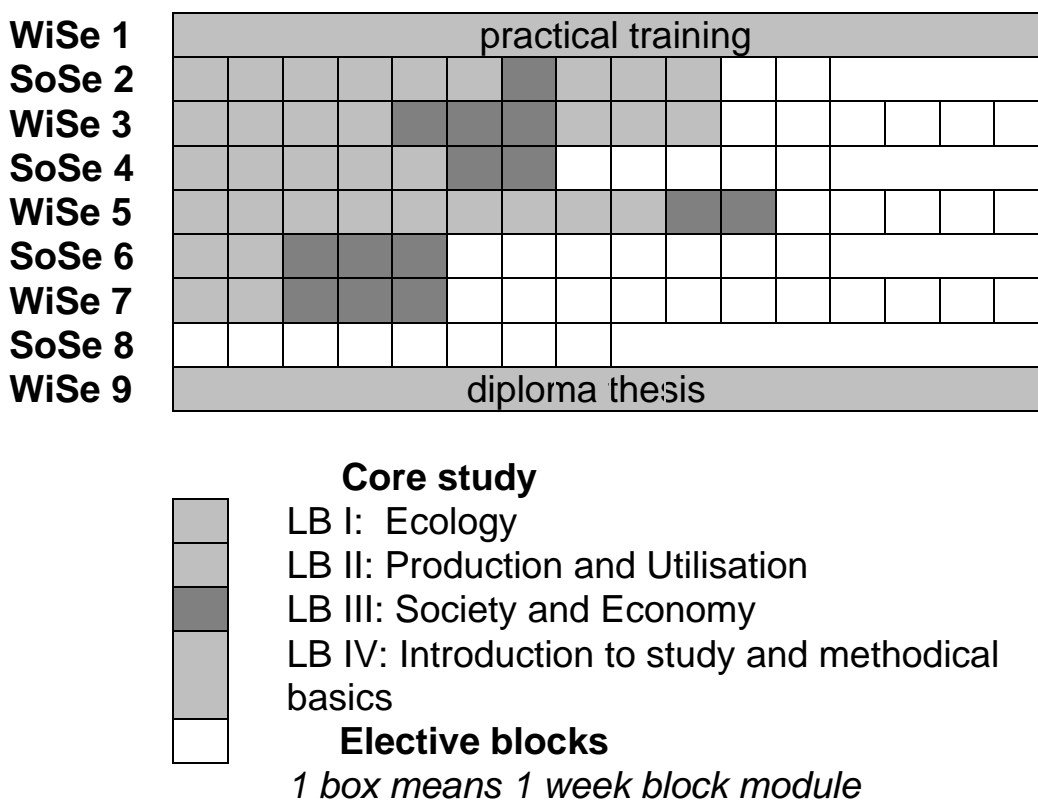 WiSe 1 practical training
SoSe 2
WiSe 3
SoSe 4
WiSe 5
SoSe 6
WiSe 7
SoSe 8
WiSe 9 diploma thesis
Core study
LB I: Ecology
LB II: Production and Utilisation
LB III: Society and Economy
LB IV: Introduction to study and methodical
basics
Elective blocks
1 box means 1 week block module